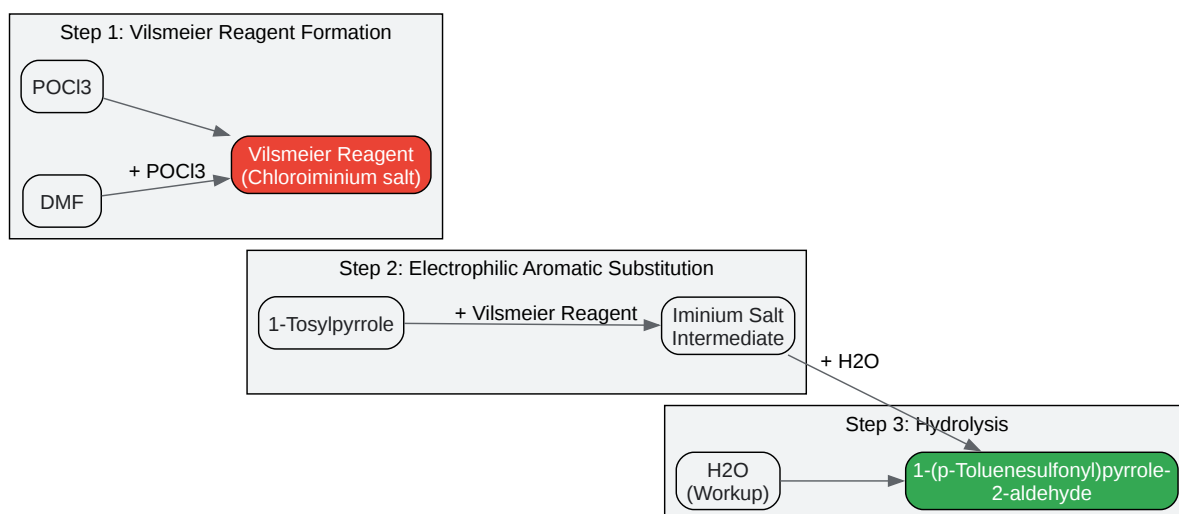 Step 1: Vilsmeier Reagent Formation
POCl3
+ POCl3
Vilsmeier Reagent
(Chloroiminium salt)
DMF
Step 2: Electrophilic Aromatic Substitution
1-Tosylpyrrole
+ Vilsmeier Reagent
Iminium Salt
Intermediate
+ H2O
Step 3: Hydrolysis
H2O
(Workup)
1-(p-Toluenesulfonyl)pyrrole-
2-aldehyde